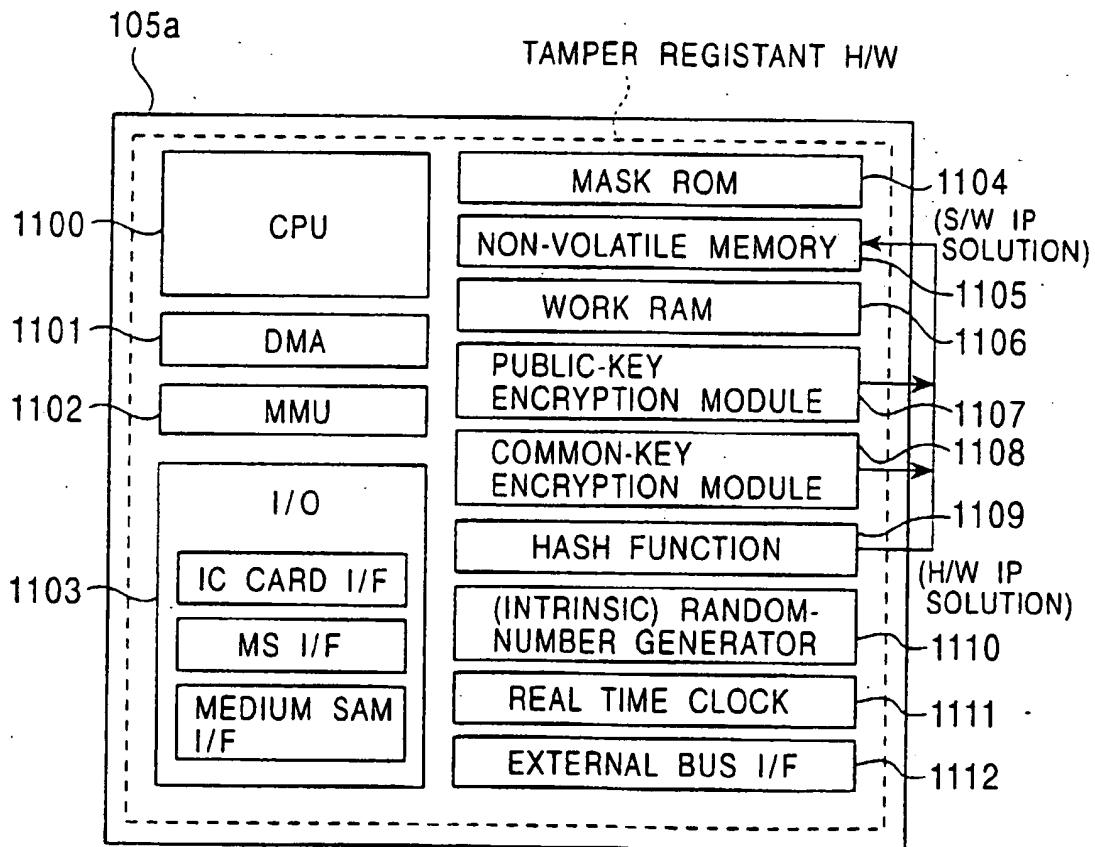 105a
TAMPER REGISTANT H/W
1100
CPU
1101
DMA
1102
MMU
1103
I/O
IC CARD I/F
MS I/F
MEDIUM SAM
I/F
MASK ROM
1104
NON-VOLATILE MEMORY
(S/W IP
SOLUTION)
1105
WORK RAM
1106
PUBLIC-KEY
ENCRYPTION MODULE
1107
COMMON-KEY
ENCRYPTION MODULE
1108
HASH FUNCTION
1109
(H/W IP
SOLUTION)
(INTRINSIC) RANDOM-
NUMBER GENERATOR
1110
REAL TIME CLOCK
1111
EXTERNAL BUS I/F
1112